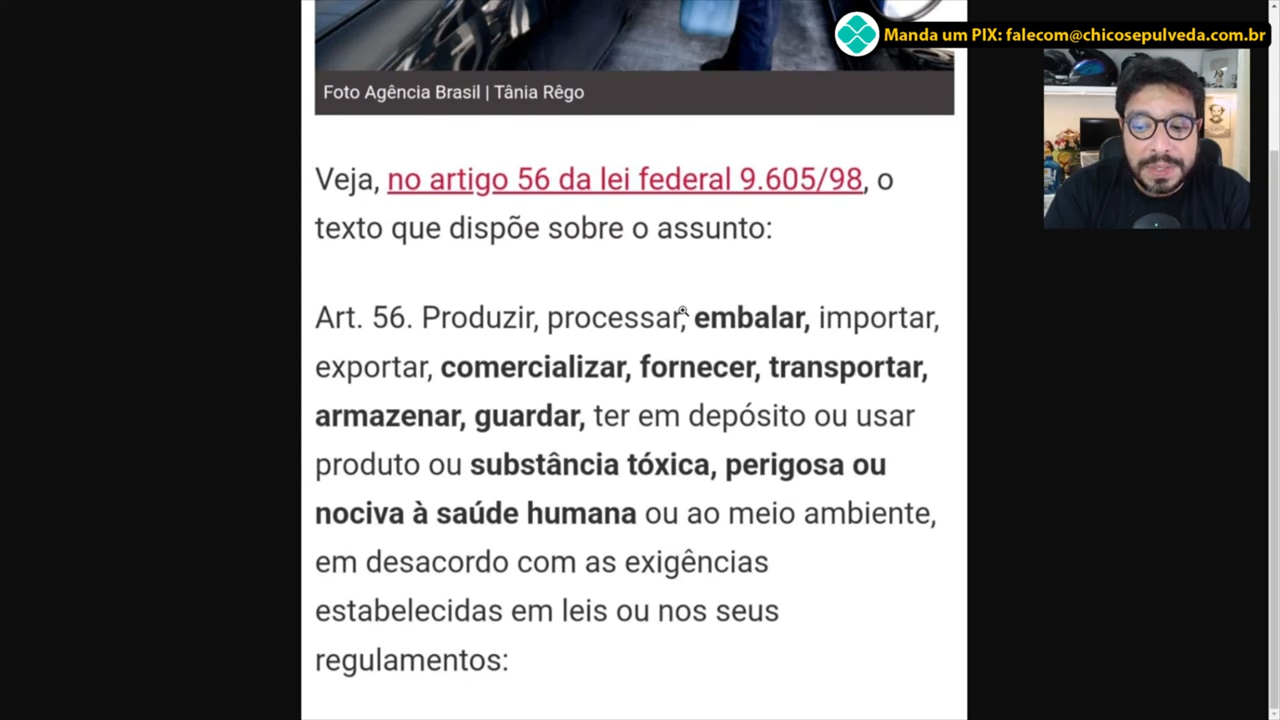 Manda um PIX: falecom@chicosepulveda.com.br
Foto Agência Brasil | Tânia Rêgo
Veja, no artigo 56 da lei federal 9.605/98, o
texto que dispõe sobre o assunto:
Art. 56. Produzir, processar, embalar, importar,
exportar, comercializar, fornecer, transportar,
armazenar, guardar, ter em depósito ou usar
produto ou substância tóxica, perigosa ou
nociva à saúde humana ou ao meio ambiente,
em desacordo com as exigências
estabelecidas em leis ou nos seus
regulamentos: